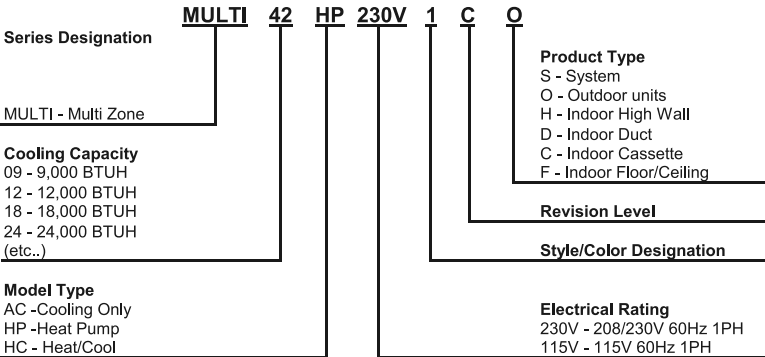 MULTI 42 HP 230V 1 C O
Series Designation
MULTI - Multi Zone
Cooling Capacity
09 - 9,000 BTUH
12 - 12,000 BTUH
18 - 18,000 BTUH
24 - 24,000 BTUH
(etc..)
Model Type
AC -Cooling Only
HP -Heat Pump
HC - Heat/Cool
Product Type
S - System
O - Outdoor units
H - Indoor High Wall
D - Indoor Duct
C - Indoor Cassette
F - Indoor Floor/Ceiling
Revision Level
Style/Color Designation
Electrical Rating
230V - 208/230V 60Hz 1PH
115V - 115V 60Hz 1PH